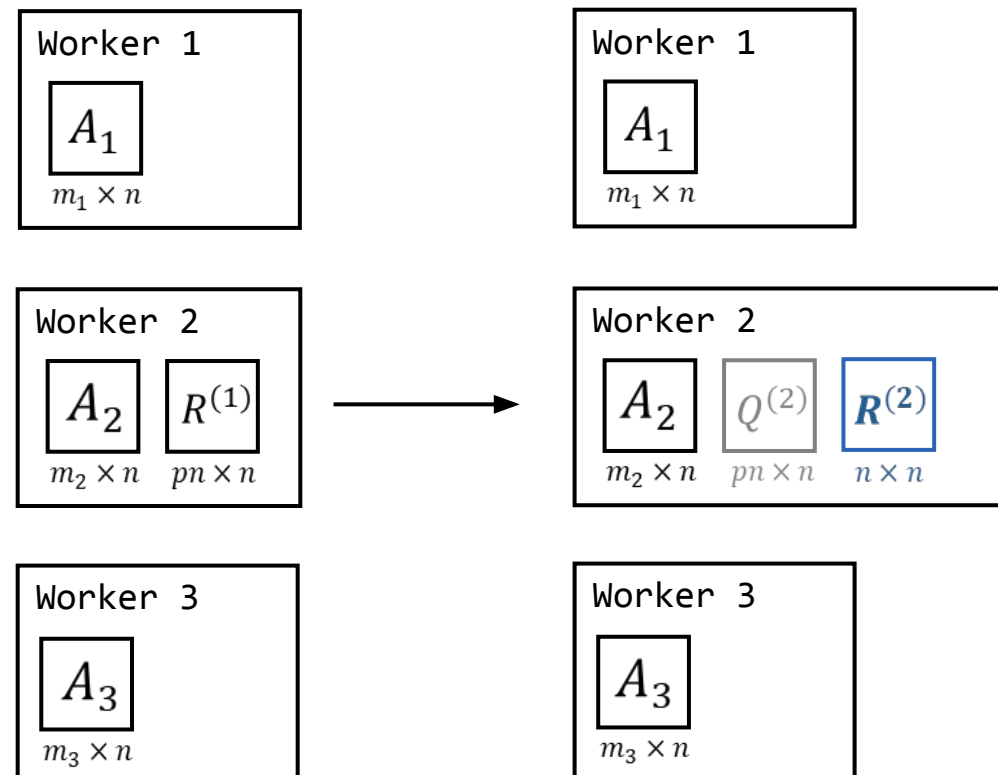 Worker 1
A₁
m₁ × n
Worker 1
A₁
m₁ × n
Worker 2
A₂ R⁽¹⁾
m₂ × n pn × n
Worker 2
A₂ Q⁽²⁾ R⁽²⁾
m₂ × n pn × n n × n
Worker 3
A₃
m₃ × n
Worker 3
A₃
m₃ × n